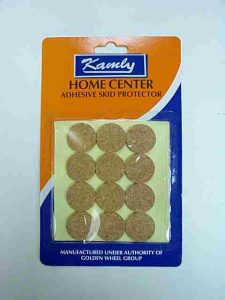 Kamly
HOME CENTER
ADHESIVE SKID PROTECTOR
MANUFACTURED UNDER AUTHORITY OF
GOLDEN WHEEL GROUP